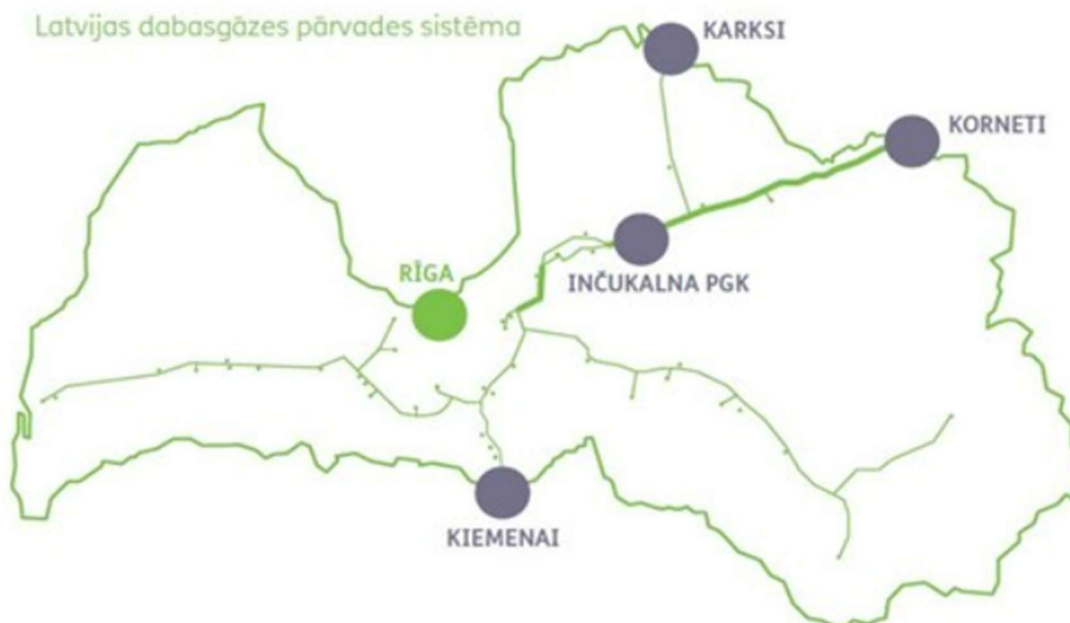 Latvijas dabasgāzes pārvades sistēma
KARKSI
KORNETI
RĪGA
INČUKALNA PGK
KIEMENAI